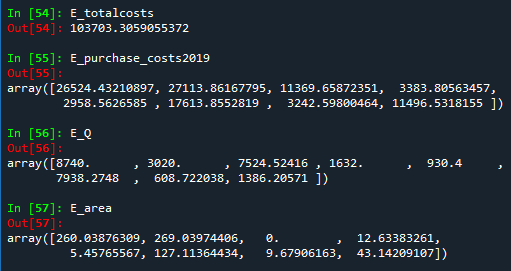 In [54]: E_totalcosts
Out[54]: 103703.3059055372
In [55]: E_purchase_costs2019
Out[55]:
array([26524.43210897, 27113.86167795, 11369.65872351,  3383.80563457,
        2958.5626585 , 17613.8552819 ,  3242.59800464, 11496.5318155 ])
In [56]: E_Q
Out[56]:
array([8740.      , 3020.      , 7524.52416 , 1632.      ,  930.4     ,
       7938.2748  ,  608.722038, 1386.20571 ])
In [57]: E_area
Out[57]:
array([260.03876309, 269.03974406,   0.        ,  12.63383261,
         5.45765567, 127.11364434,   9.67906163,  43.14209107])